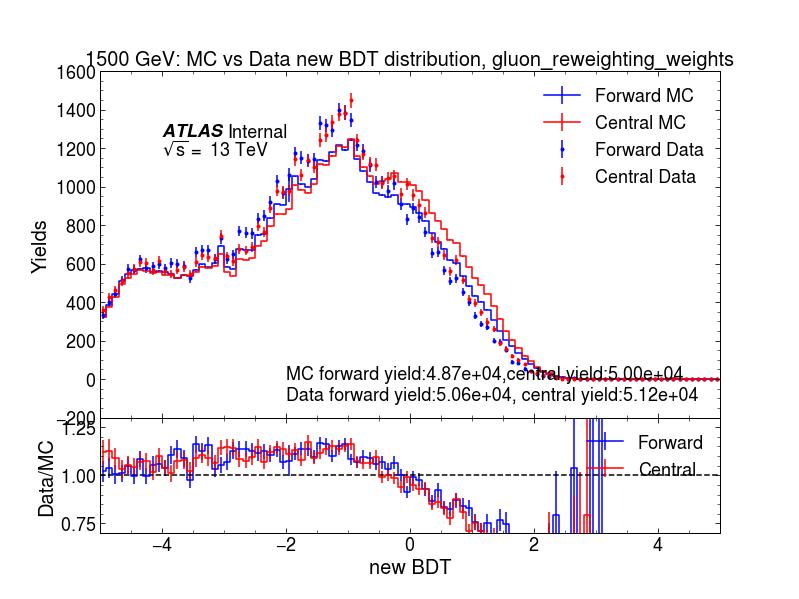 1500 GeV: MC vs Data new BDT distribution, gluon_reweighting_weights
1600
1400
1200
1000
800
600
400
200
0
−200
Yields
ATLAS Internal
√s = 13 TeV
Forward MC
Central MC
Forward Data
Central Data
MC forward yield:4.87e+04,central yield:5.00e+04
Data forward yield:5.06e+04, central yield:5.12e+04
1.25
1.00
0.75
Data/MC
Forward
Central
−4
−2
0
2
4
new BDT